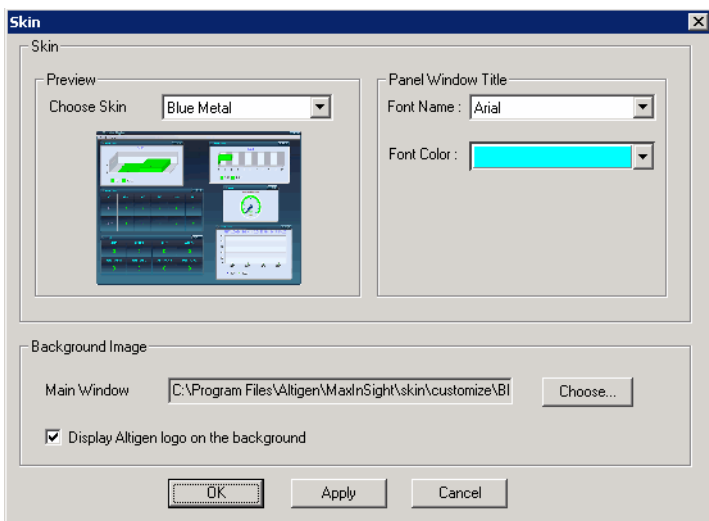 Skin
Skin
Preview
Choose Skin
Blue Metal
Panel Window Title
Font Name :
Arial
Font Color :
Background Image
Main Window
C:\Program Files\Altigen\MaxInSight\skin\customize\Bl
Choose...
Display Altigen logo on the background
OK
Apply
Cancel